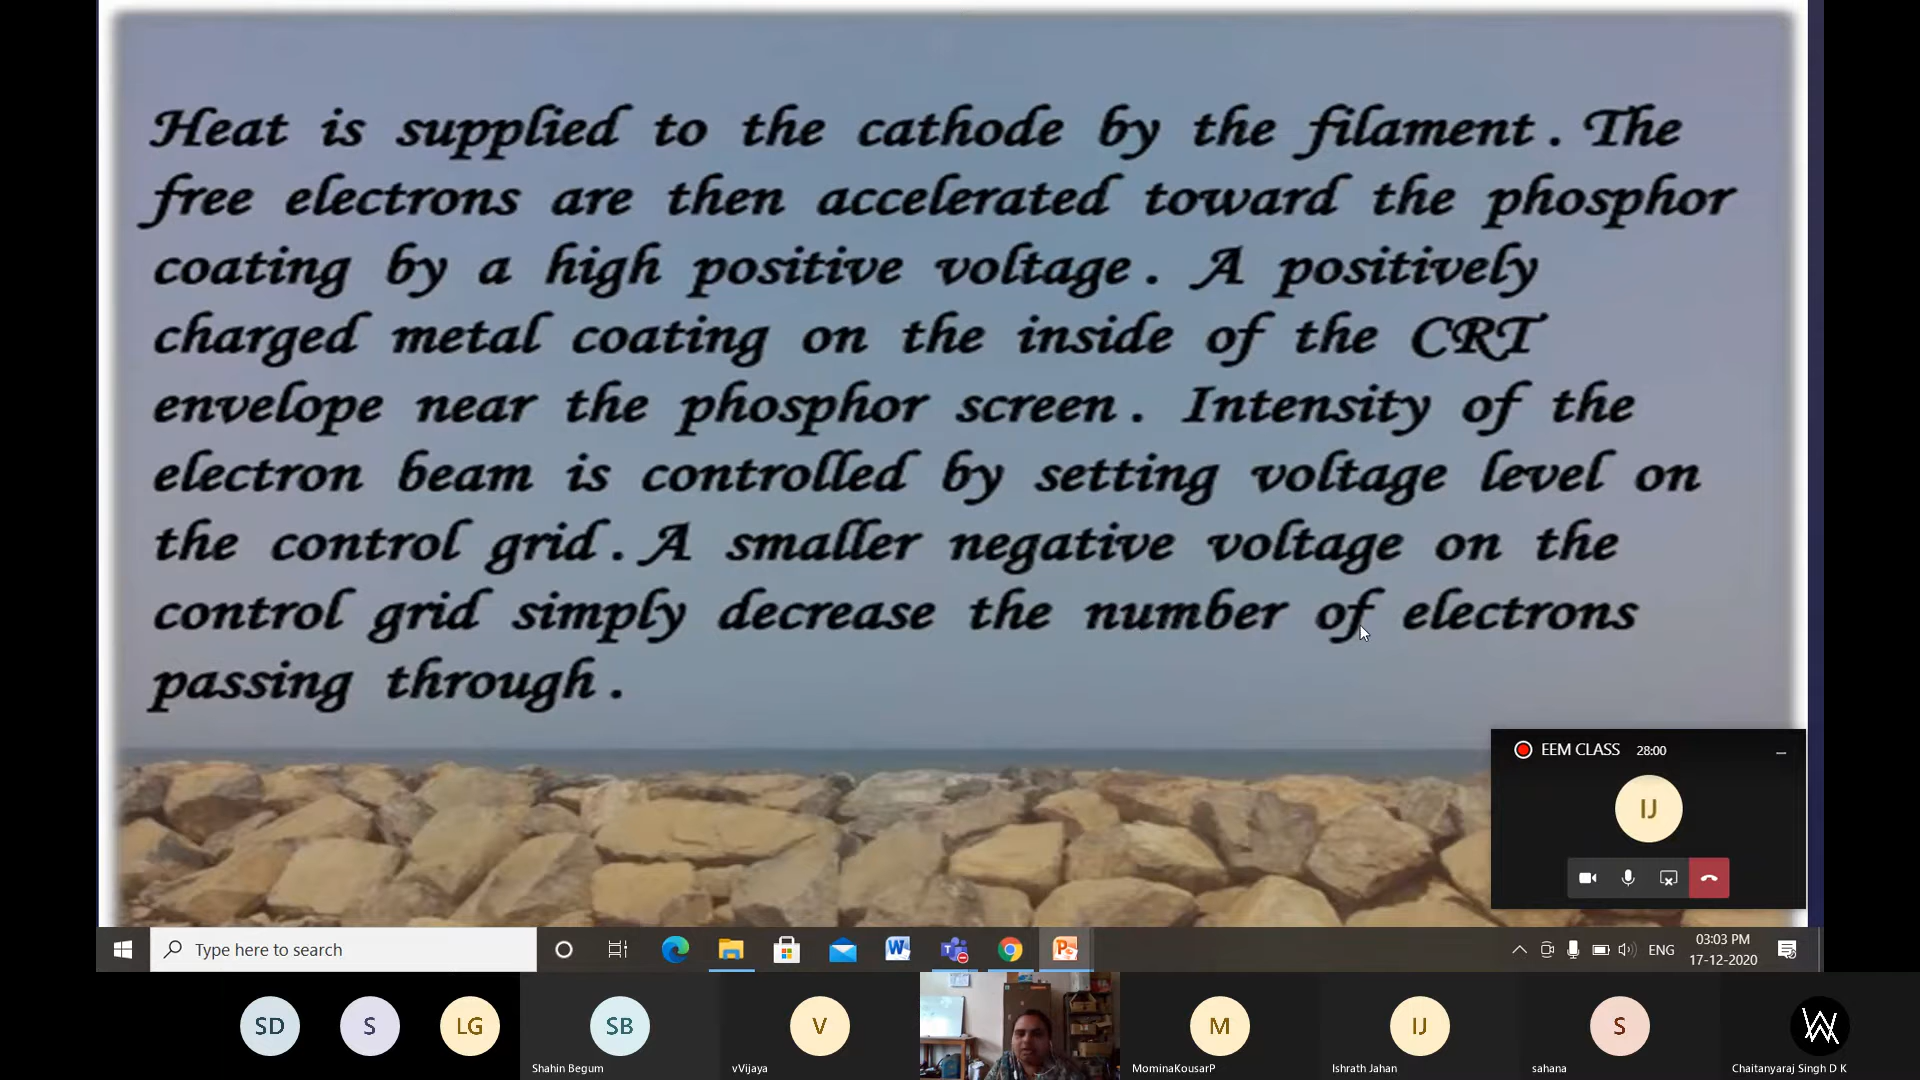 Heat is supplied to the cathode by the filament . The
free electrons are then accelerated toward the phosphor
coating by a high positive voltage . A positively
charged metal coating on the inside of the CRT
envelope near the phosphor screen . Intensity of the
electron beam is controlled by setting voltage level on
the control grid . A smaller negative voltage on the
control grid simply decrease the number of electrons
passing through .
EEM CLASS 28:00
IJ
Type here to search
ENG
03:03 PM
17-12-2020
SD
S
LG
SB
V
M
IJ
S
Shahin Begum
vVijaya
MominaKousarP
Ishrath Jahan
sahana
Chaitanyaraj Singh D K